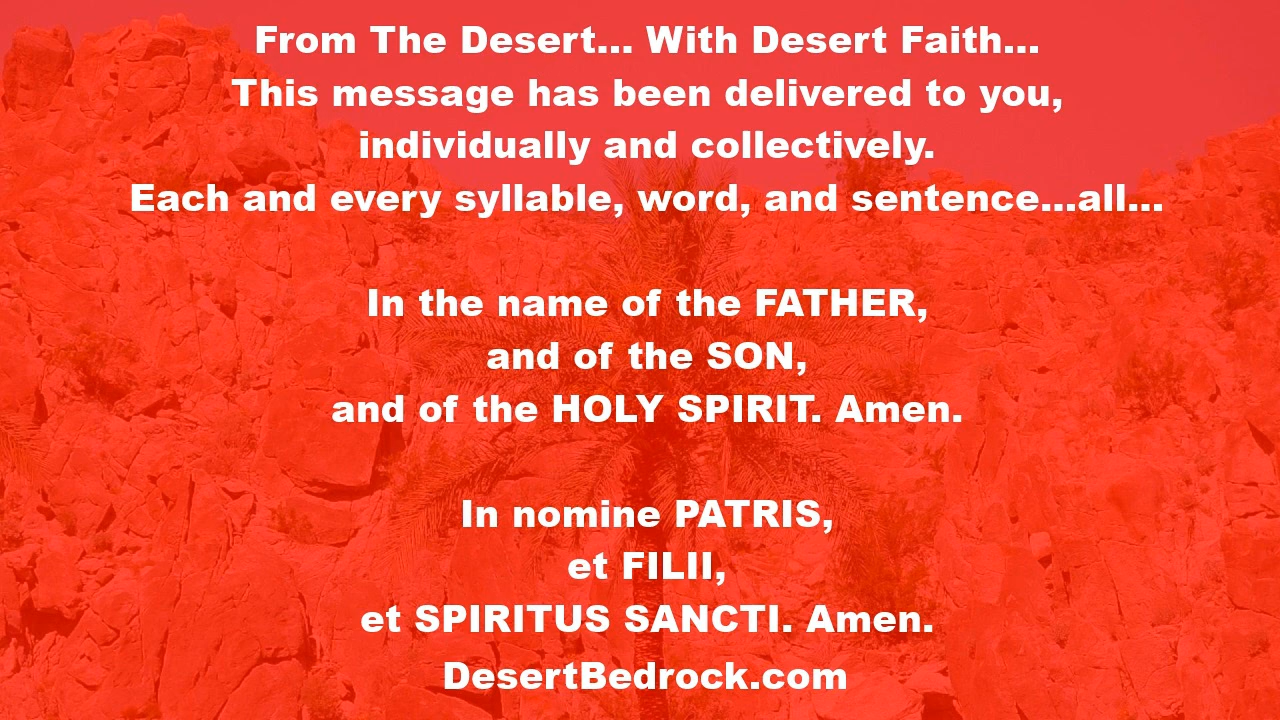 From The Desert... With Desert Faith...
This message has been delivered to you,
individually and collectively.
Each and every syllable, word, and sentence...all...
In the name of the FATHER,
and of the SON,
and of the HOLY SPIRIT. Amen.
In nomine PATRIS,
et FILII,
et SPIRITUS SANCTI. Amen.
DesertBedrock.com